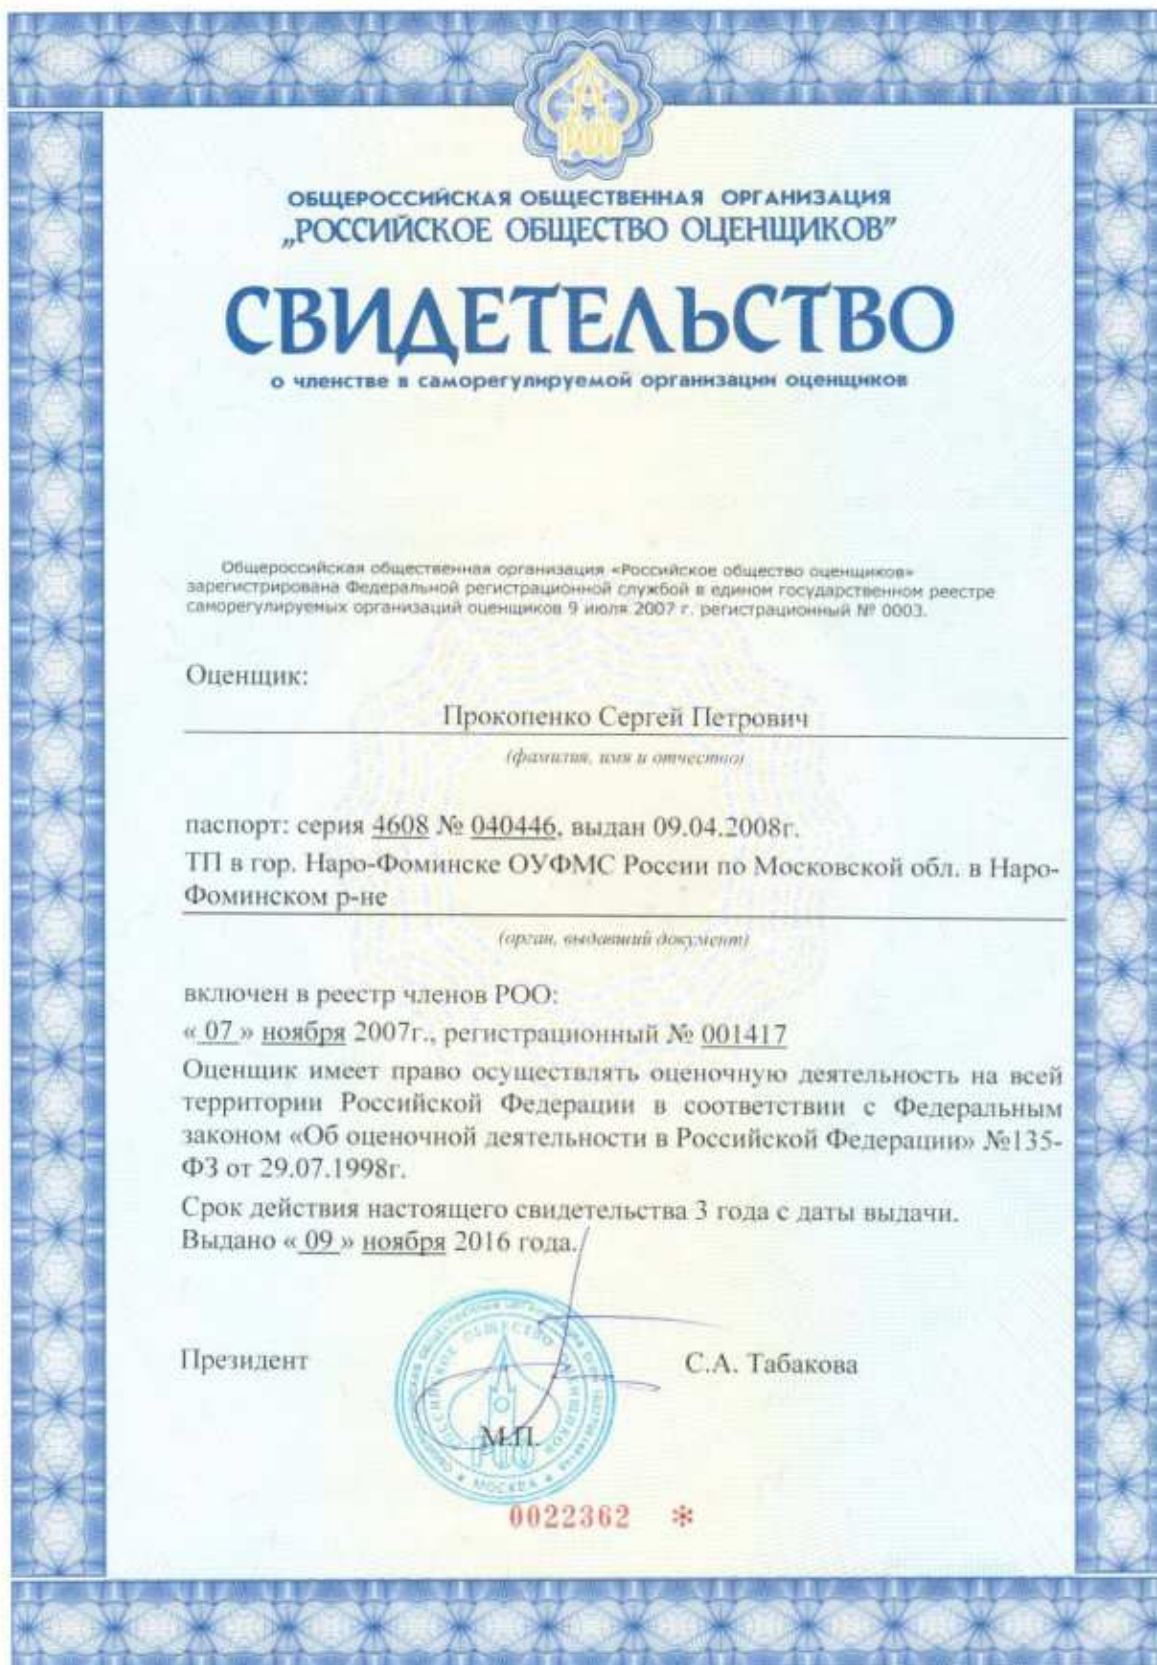 РОО
ОБЩЕРОССИЙСКАЯ ОБЩЕСТВЕННАЯ ОРГАНИЗАЦИЯ
„РОССИЙСКОЕ ОБЩЕСТВО ОЦЕНЩИКОВ”
СВИДЕТЕЛЬСТВО
о членстве в саморегулируемой организации оценщиков
Общероссийская общественная организация «Российское общество оценщиков»
зарегистрирована Федеральной регистрационной службой в едином государственном реестре
саморегулируемых организаций оценщиков 9 июля 2007 г. регистрационный № 0003.
Оценщик:
Прокопенко Сергей Петрович
(фамилия, имя и отчество)
паспорт: серия 4608 № 040446, выдан 09.04.2008г.
ТП в гор. Наро-Фоминске ОУФМС России по Московской обл. в Наро-
Фоминском р-не
(орган, выдавший документ)
включен в реестр членов РОО:
« 07 » ноября 2007г., регистрационный № 001417
Оценщик имеет право осуществлять оценочную деятельность на всей
территории Российской Федерации в соответствии с Федеральным
законом «Об оценочной деятельности в Российской Федерации» №135-
ФЗ от 29.07.1998г.
Срок действия настоящего свидетельства 3 года с даты выдачи.
Выдано « 09 » ноября 2016 года.
Президент
С.А. Табакова
РОССИЙСКОЕ ОБЩЕСТВО ОЦЕНЩИКОВ
М.П.
РОО
МОСКВА
0022362 *